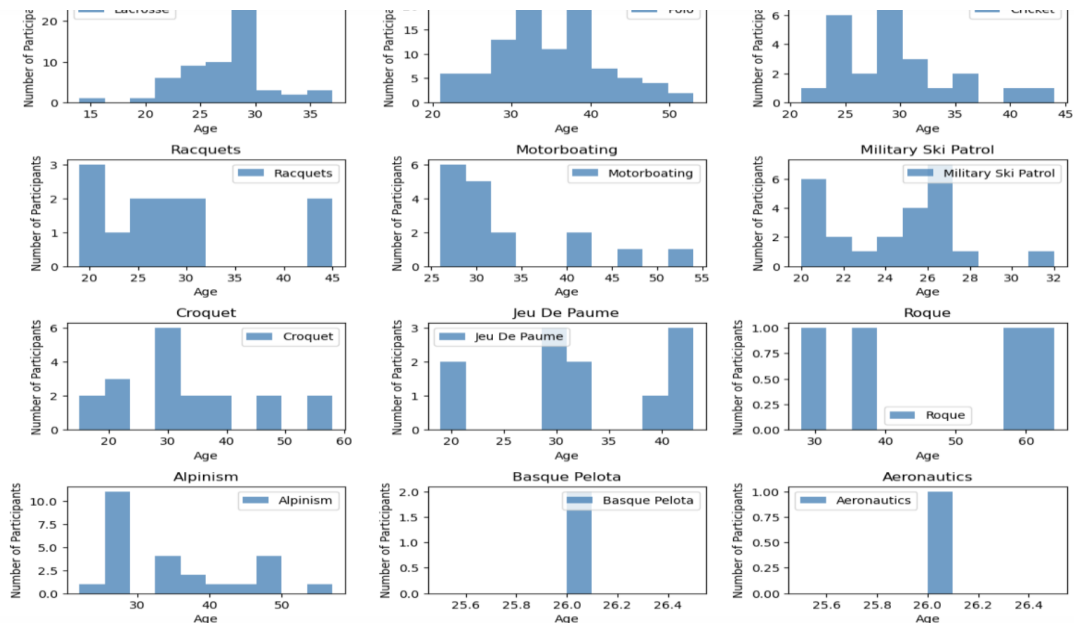 Lacrosse Polo Cricket
Number of Participants Number of Participants Number of Participants
20 10 0
20 15 10 5 0
6 4 2 0
15 20 25 30 35
20 30 40 50
20 25 30 35 40 45
Age Age Age
Racquets Motorboating Military Ski Patrol
Number of Participants Number of Participants Number of Participants
Racquets Motorboating Military Ski Patrol
3 2 1 0
6 4 2 0
6 4 2 0
20 25 30 35 40 45
25 30 35 40 45 50 55
20 22 24 26 28 30 32
Age Age Age
Croquet Jeu De Paume Roque
Number of Participants Number of Participants Number of Participants
Croquet Jeu De Paume Roque
6 4 2 0
3 2 1 0
1.00 0.75 0.50 0.25 0.00
20 30 40 50 60
20 25 30 35 40
30 40 50 60
Age Age Age
Alpinism Basque Pelota Aeronautics
Number of Participants Number of Participants Number of Participants
Alpinism Basque Pelota Aeronautics
10.0 7.5 5.0 2.5 0.0
2.0 1.5 1.0 0.5 0.0
1.00 0.75 0.50 0.25 0.00
30 40 50
25.6 25.8 26.0 26.2 26.4
25.6 25.8 26.0 26.2 26.4
Age Age Age